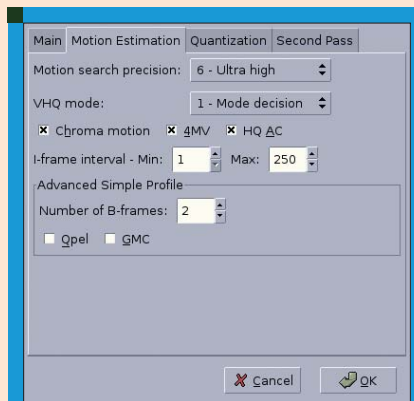 Main Motion Estimation Quantization Second Pass
Motion search precision: 6 - Ultra high
VHQ mode: 1 - Mode decision
Chroma motion 4MV HQ AC
I-frame interval - Min: 1 Max: 250
Advanced Simple Profile
Number of B-frames: 2
Qpel GMC
Cancel OK